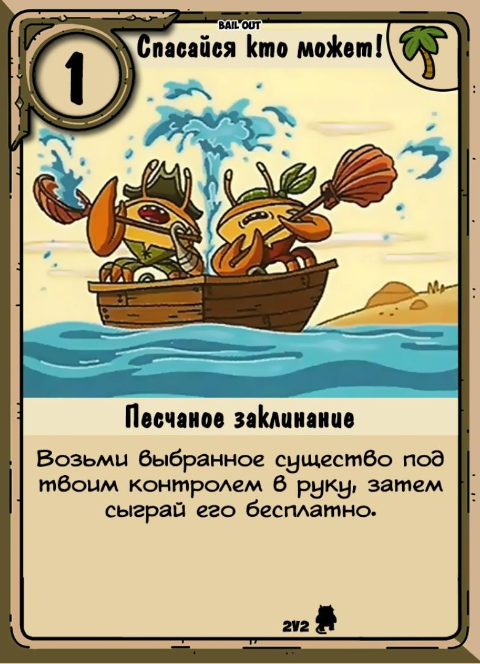 BAIL OUT
Спасайся кто может!
1
Песчаное заклинание
Возьми выбранное существо под
твоим контролем в руку, затем
сыграй его бесплатно.
2V2